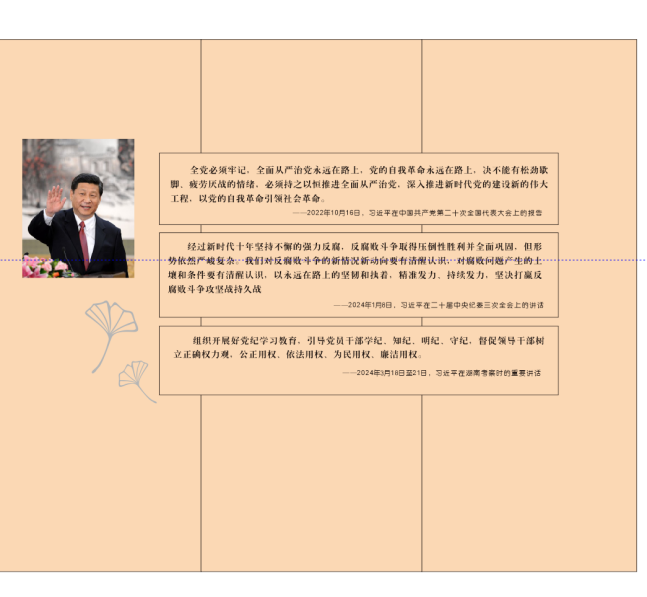 全党必须牢记，全面从严治党永远在路上，党的自我革命永远在路上，决不能有松劲歇
脚、疲劳厌战的情绪，必须持之以恒推进全面从严治党，深入推进新时代党的建设新的伟大
工程，以党的自我革命引领社会革命。
——2022年10月16日，习近平在中国共产党第二十次全国代表大会上的报告
经过新时代十年坚持不懈的强力反腐，反腐败斗争取得压倒性胜利并全面巩固，但形
势依然严峻复杂。我们对反腐败斗争的新情况新动向要有清醒认识，对腐败问题产生的土
壤和条件要有清醒认识，以永远在路上的坚韧和执着，精准发力、持续发力，坚决打赢反
腐败斗争攻坚战持久战
——2024年1月8日，习近平在二十届中央纪委三次全会上的讲话
组织开展好党纪学习教育，引导党员干部学纪、知纪、明纪、守纪，督促领导干部树
立正确权力观，公正用权、依法用权、为民用权、廉洁用权。
——2024年3月18日至21日，习近平在湖南考察时的重要讲话